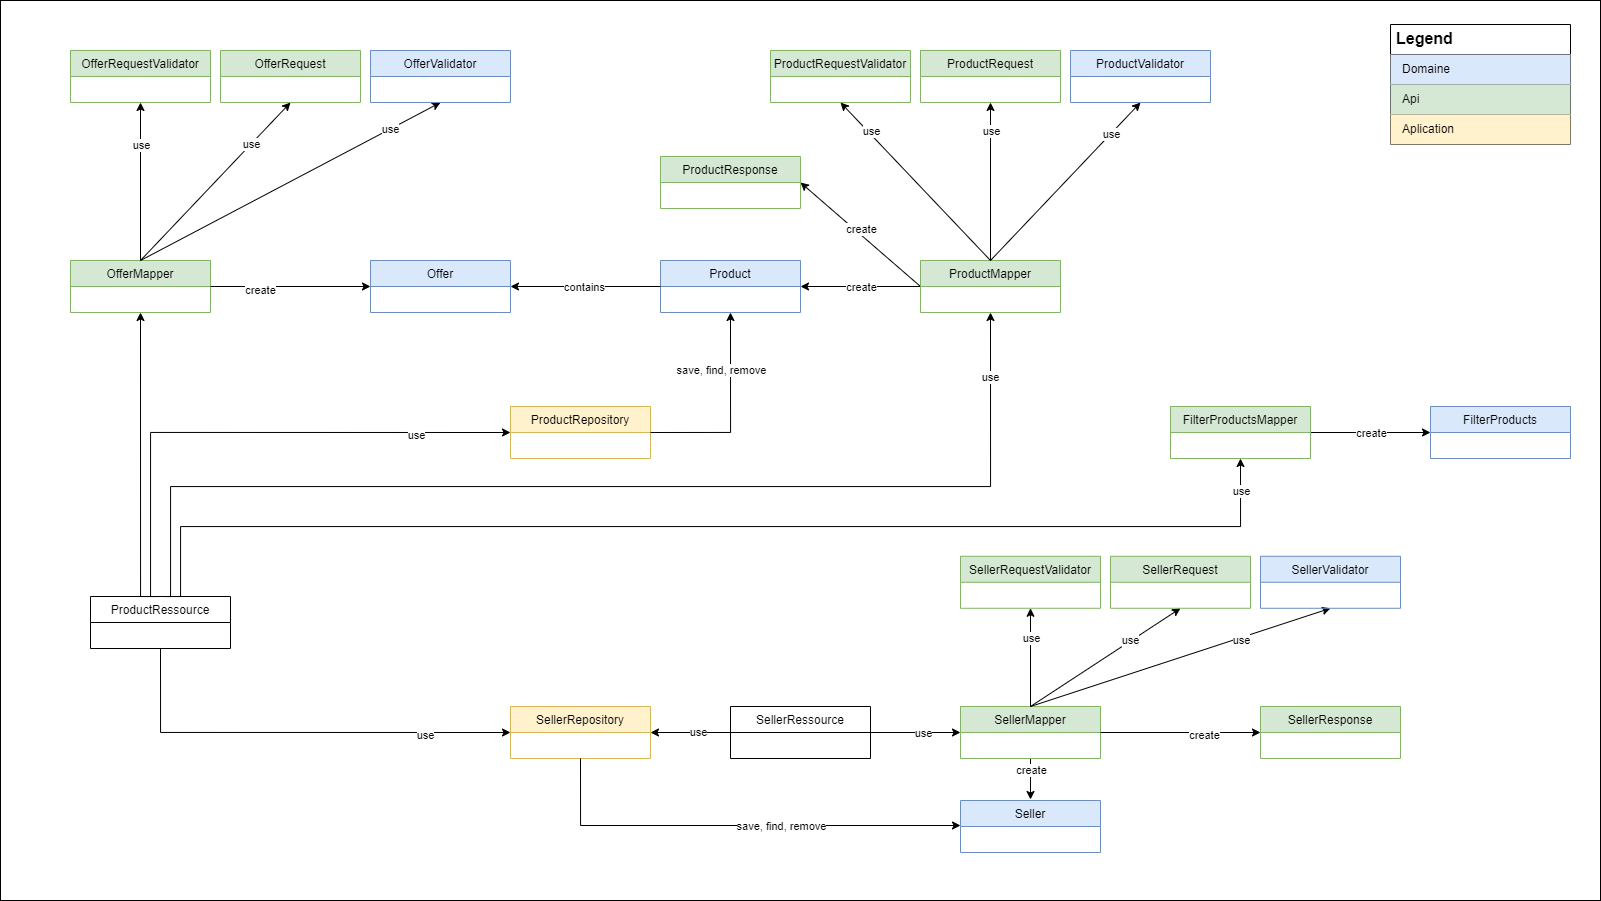 Legend
Domaine
Api
Aplication
OfferRequestValidator
OfferRequest
OfferValidator
ProductRequestValidator
ProductRequest
ProductValidator
use
use
use
use
use
use
ProductResponse
create
OfferMapper
create
Offer
contains
Product
create
ProductMapper
save, find, remove
use
use
ProductRepository
FilterProductsMapper
create
FilterProducts
use
SellerRequestValidator
SellerRequest
SellerValidator
ProductRessource
use
use
use
use
SellerRepository
use
SellerRessource
use
SellerMapper
create
SellerResponse
create
save, find, remove
Seller